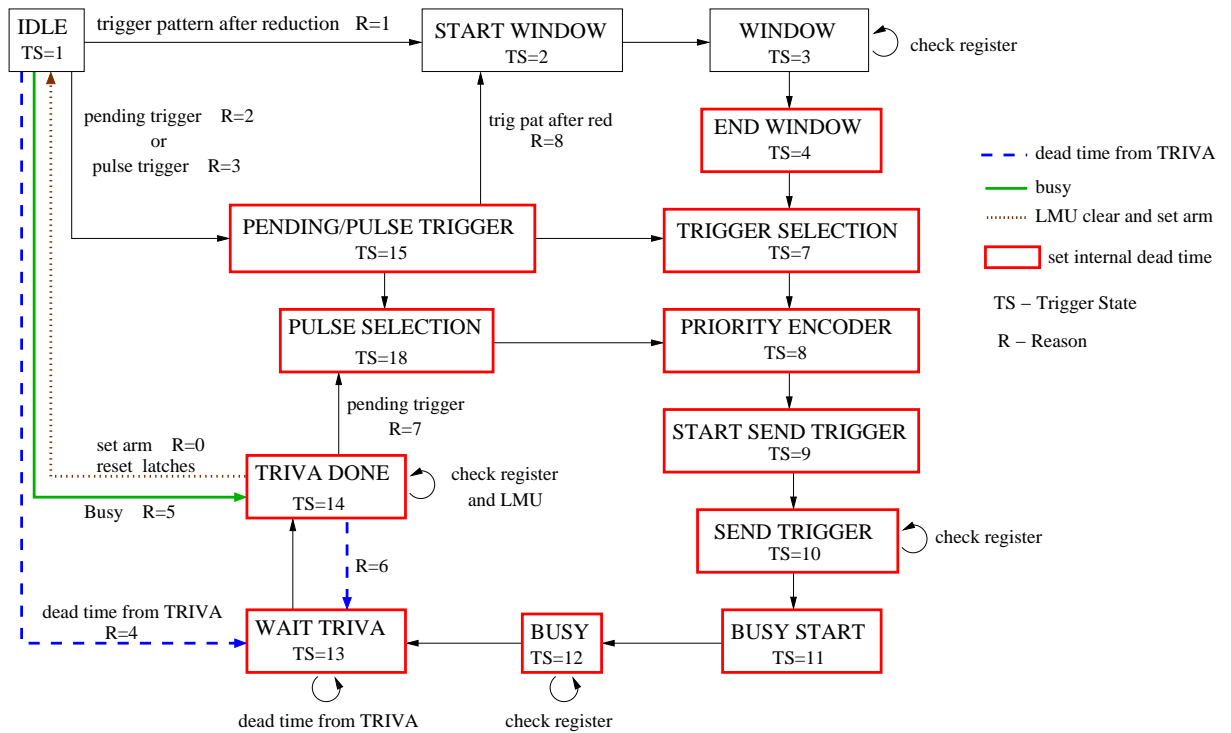 IDLE
TS=1
trigger pattern after reduction R=1
START WINDOW
TS=2
WINDOW
TS=3
check register
pending trigger R=2
or
pulse trigger R=3
trig pat after red
R=8
END WINDOW
TS=4
dead time from TRIVA
busy
LMU clear and set arm
set internal dead time
TS – Trigger State
R – Reason
PENDING/PULSE TRIGGER
TS=15
TRIGGER SELECTION
TS=7
PULSE SELECTION
TS=18
PRIORITY ENCODER
TS=8
pending trigger
R=7
START SEND TRIGGER
TS=9
set arm R=0
reset latches
TRIVA DONE
TS=14
check register
and LMU
Busy R=5
SEND TRIGGER
TS=10
check register
R=6
dead time from TRIVA
R=4
WAIT TRIVA
TS=13
BUSY
TS=12
BUSY START
TS=11
dead time from TRIVA
check register